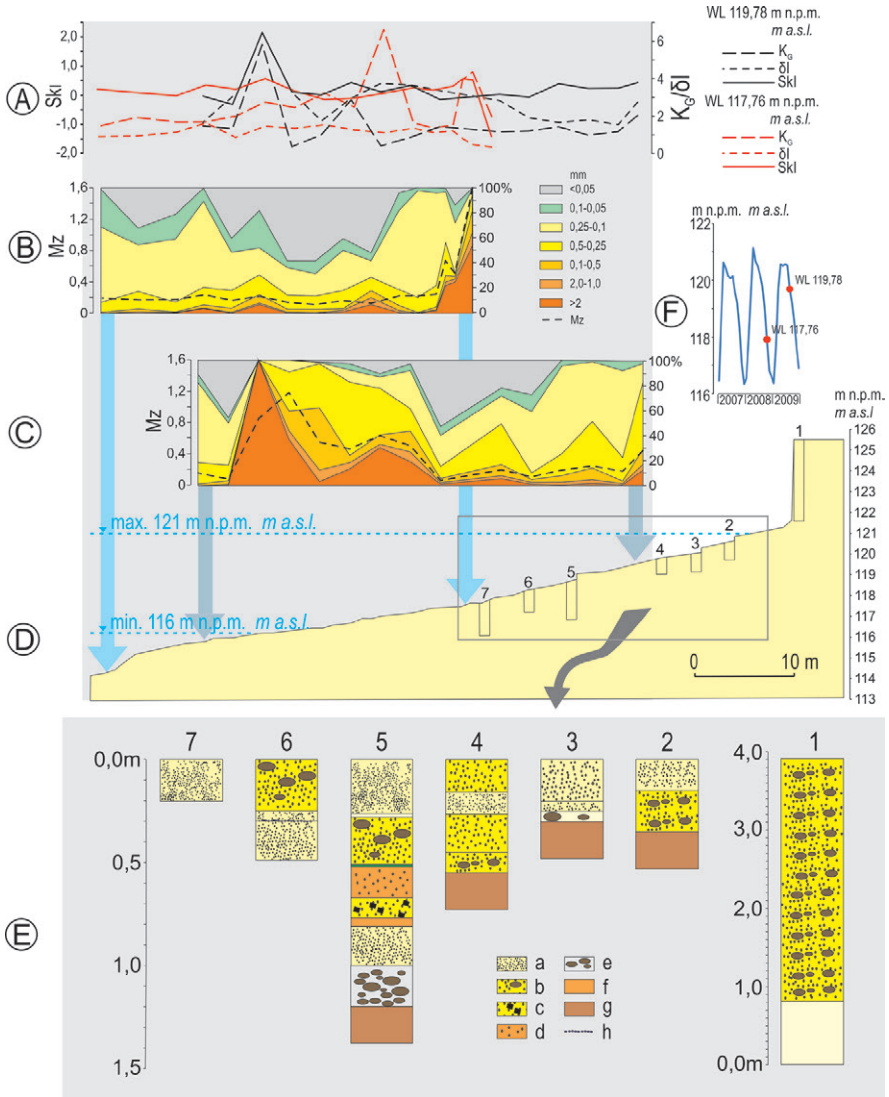 WL 119,78 m n.p.m.
m a.s.l.
KG
δI
SkI
WL 117,76 m n.p.m.
m a.s.l.
KG
δI
SkI
A
SkI
2,0
1,0
0
-1,0
-2,0
KG/δI
6
4
2
0
B
Mz
1,6
1,2
0,8
0,4
0
100%
80
60
40
20
0
mm
<0,05
0,1-0,05
0,25-0,1
0,5-0,25
0,1-0,5
2,0-1,0
>2
Mz
F
m n.p.m. m a.s.l.
122
120
118
116
WL 119,78
WL 117,76
2007 2008 2009
C
Mz
1,6
1,2
0,8
0,4
0
100%
80
60
40
20
0
D
max. 121 m n.p.m. m a.s.l.
min. 116 m n.p.m. m a.s.l.
7
6
5
4
3
2
1
0 10 m
m n.p.m.
m a.s.l
126
125
124
123
122
121
120
119
118
117
116
115
114
113
E
7 6 5 4 3 2 1
0,0m
0,5
1,0
1,5
4,0
3,0
2,0
1,0
0,0m
a
b
c
d
e
f
g
h